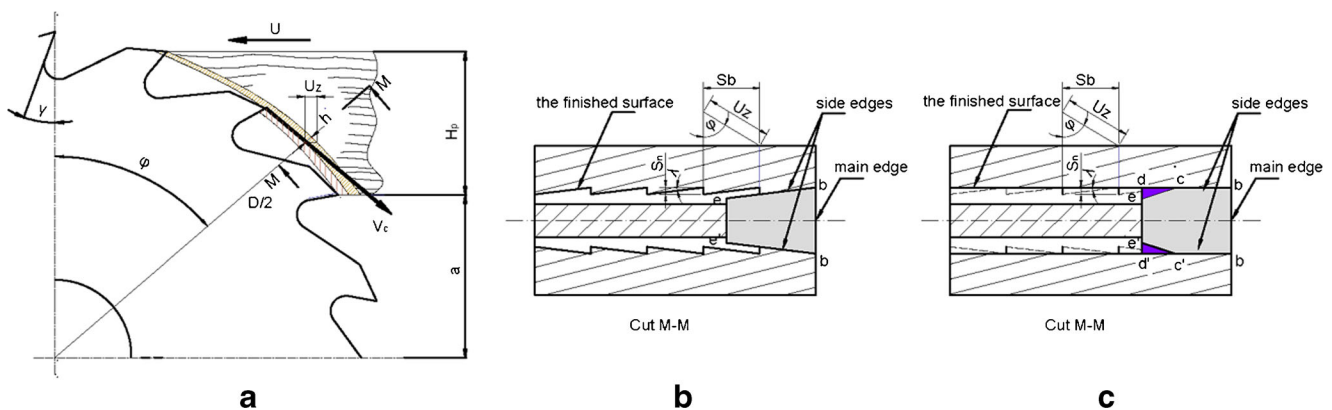 U
Uz
M
h
γ
φ
Hp
M
D/2
Vc
a
a
Sb
Uz
φ
the finished surface
side edges
Sn
λ
b
main edge
e
e'
b
Cut M-M
b
Sb
Uz
φ
the finished surface
side edges
Sn
λ
d c
b
main edge
e
e'
d' c'
b
Cut M-M
c